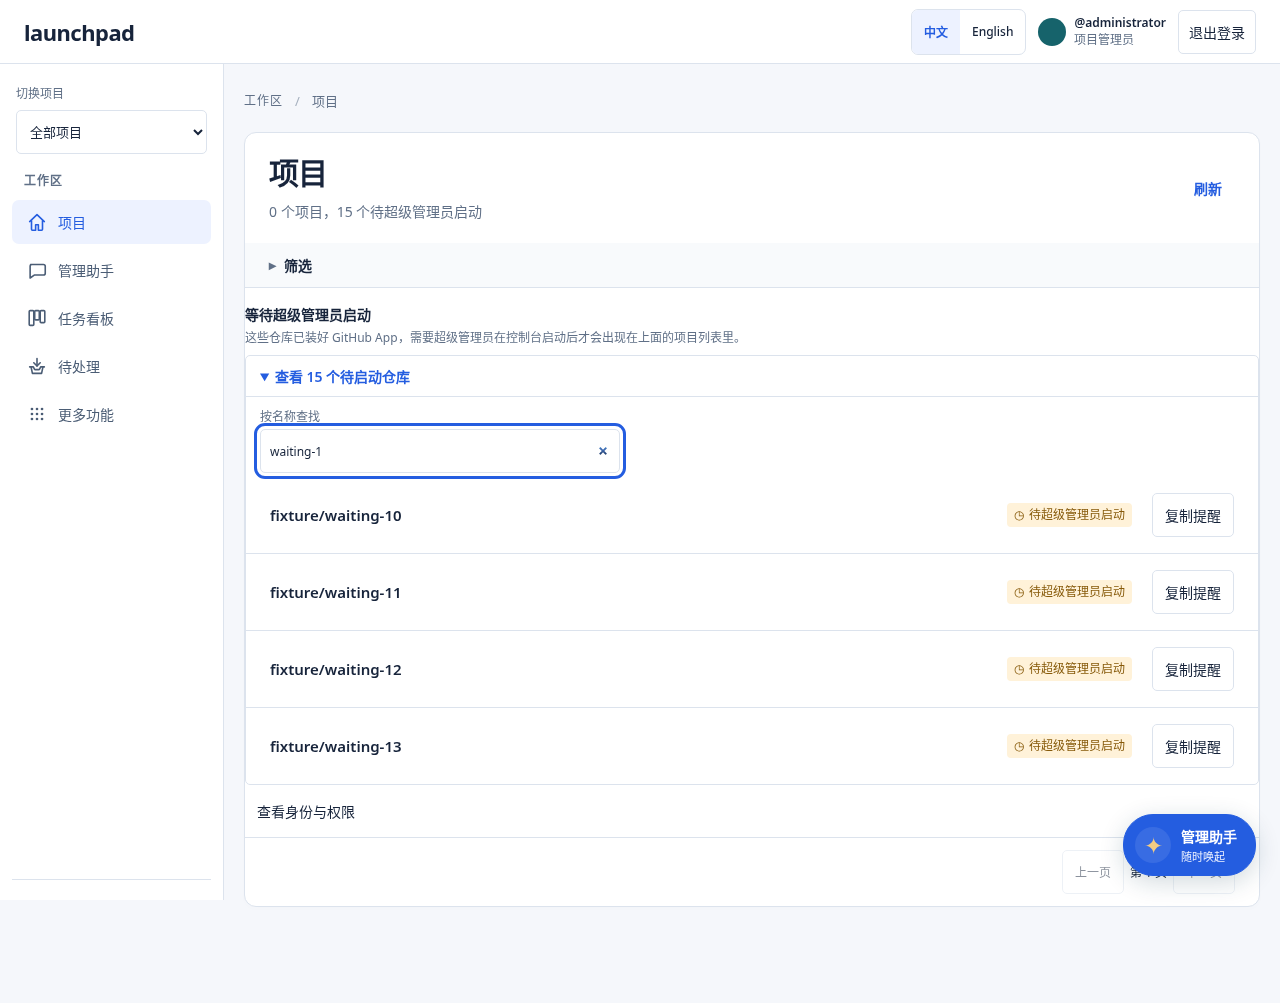 launchpad
中文
English
@administrator
项目管理员
退出登录
切换项目
全部项目
工作区
项目
管理助手
任务看板
待处理
更多功能
工作区 / 项目
项目
0 个项目，15 个待超级管理员启动
刷新
筛选
等待超级管理员启动
这些仓库已装好 GitHub App，需要超级管理员在控制台启动后才会出现在上面的项目列表里。
查看 15 个待启动仓库
按名称查找
waiting-1
fixture/waiting-10
待超级管理员启动
复制提醒
fixture/waiting-11
待超级管理员启动
复制提醒
fixture/waiting-12
待超级管理员启动
复制提醒
fixture/waiting-13
待超级管理员启动
复制提醒
查看身份与权限
管理助手
随时唤起
上一页